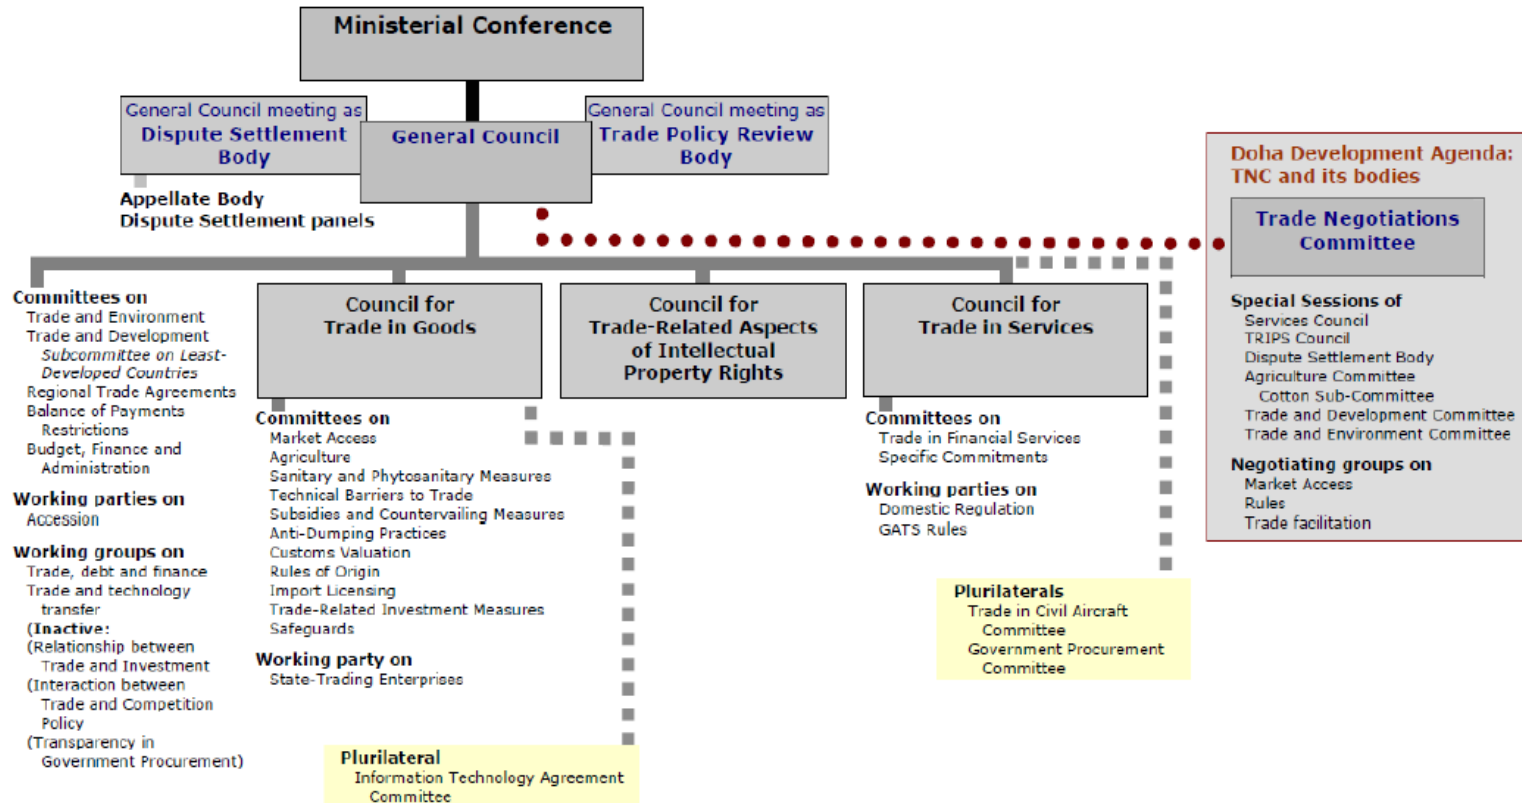 Ministerial Conference
General Council meeting as
Dispute Settlement
Body
General Council
General Council meeting as
Trade Policy Review
Body
Appellate Body
Dispute Settlement panels
Doha Development Agenda:
TNC and its bodies
Trade Negotiations
Committee
Special Sessions of
Services Council
TRIPS Council
Dispute Settlement Body
Agriculture Committee
Cotton Sub-Committee
Trade and Development Committee
Trade and Environment Committee
Negotiating groups on
Market Access
Rules
Trade facilitation
Committees on
Trade and Environment
Trade and Development
Subcommittee on Least-
Developed Countries
Regional Trade Agreements
Balance of Payments
Restrictions
Budget, Finance and
Administration
Working parties on
Accession
Working groups on
Trade, debt and finance
Trade and technology
transfer
(Inactive:
(Relationship between
Trade and Investment
(Interaction between
Trade and Competition
Policy
(Transparency in
Government Procurement)
Council for
Trade in Goods
Committees on
Market Access
Agriculture
Sanitary and Phytosanitary Measures
Technical Barriers to Trade
Subsidies and Countervailing Measures
Anti-Dumping Practices
Customs Valuation
Rules of Origin
Import Licensing
Trade-Related Investment Measures
Safeguards
Working party on
State-Trading Enterprises
Plurilateral
Information Technology Agreement
Committee
Council for
Trade-Related Aspects
of Intellectual
Property Rights
Council for
Trade in Services
Committees on
Trade in Financial Services
Specific Commitments
Working parties on
Domestic Regulation
GATS Rules
Plurilaterals
Trade in Civil Aircraft
Committee
Government Procurement
Committee